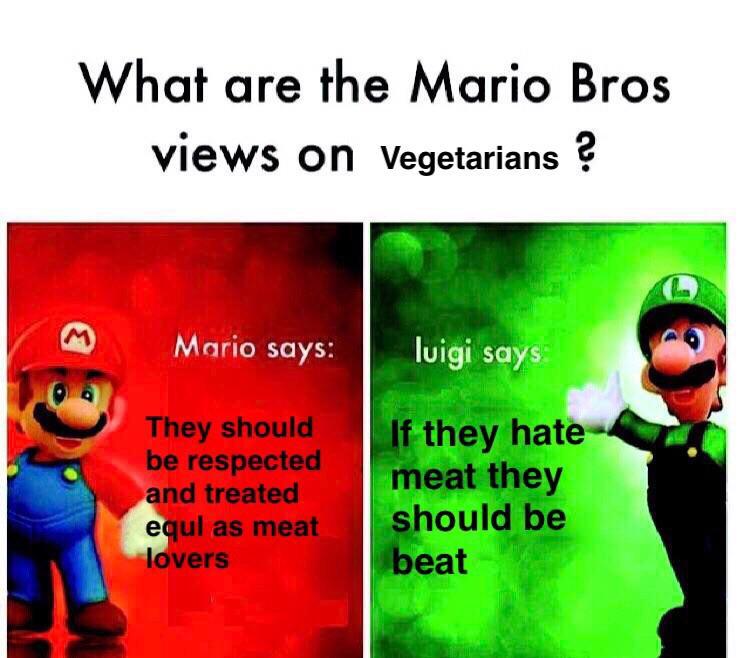 What are the Mario Bros
views on Vegetarians ?
M
Mario says:
They should
be respected
and treated
equl as meat
lovers
L
luigi says:
If they hate
meat they
should be
beat